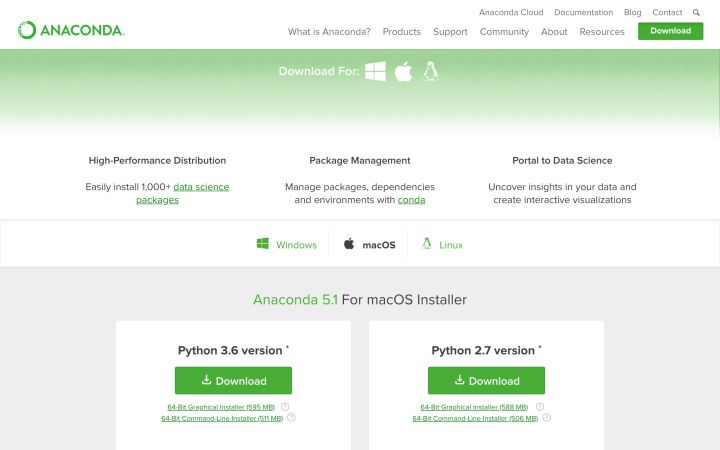 Anaconda Cloud Documentation Blog Contact
ANACONDA.
What is Anaconda? Products Support Community About Resources Download
Download For:
High-Performance Distribution
Easily install 1,000+ data science
packages
Package Management
Manage packages, dependencies
and environments with conda
Portal to Data Science
Uncover insights in your data and
create interactive visualizations
Windows macOS Linux
Anaconda 5.1 For macOS Installer
Python 3.6 version *
Download
64-Bit Graphical Installer (595 MB) ?
64-Bit Command-Line Installer (511 MB) ?
Python 2.7 version *
Download
64-Bit Graphical Installer (588 MB) ?
64-Bit Command-Line Installer (506 MB) ?